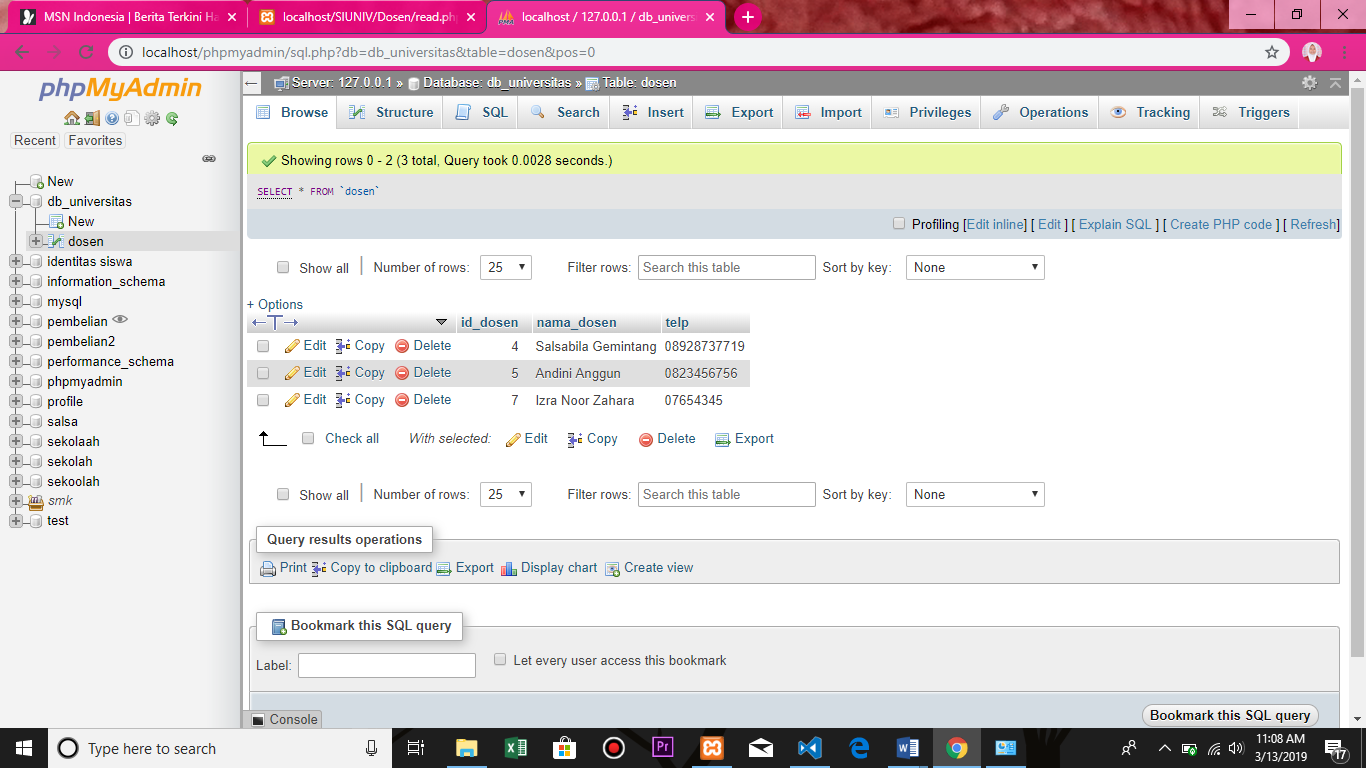 MSN Indonesia | Berita Terkini Ha
localhost/SIUNIV/Dosen/read.php
localhost / 127.0.0.1 / db_univers
localhost/phpmyadmin/sql.php?db=db_universitas&table=dosen&pos=0
phpMyAdmin
Recent Favorites
New
db_universitas
New
dosen
identitas siswa
information_schema
mysql
pembelian
pembelian2
performance_schema
phpmyadmin
profile
salsa
sekolaah
sekolah
sekoolah
smk
test
Server: 127.0.0.1 » Database: db_universitas » Table: dosen
Browse Structure SQL Search Insert Export Import Privileges Operations Tracking Triggers
Showing rows 0 - 2 (3 total, Query took 0.0028 seconds.)
SELECT * FROM `dosen`
Profiling [Edit inline] [ Edit ] [ Explain SQL ] [ Create PHP code ] [ Refresh]
Show all | Number of rows: 25 Filter rows: Search this table Sort by key: None
+ Options
id_dosen nama_dosen telp
Edit Copy Delete 4 Salsabila Gemintang 08928737719
Edit Copy Delete 5 Andini Anggun 0823456756
Edit Copy Delete 7 Izra Noor Zahara 07654345
Check all With selected: Edit Copy Delete Export
Show all | Number of rows: 25 Filter rows: Search this table Sort by key: None
Query results operations
Print Copy to clipboard Export Display chart Create view
Bookmark this SQL query
Label: Let every user access this bookmark
Console
Bookmark this SQL query
Type here to search
Pr
11:08 AM
3/13/2019
17